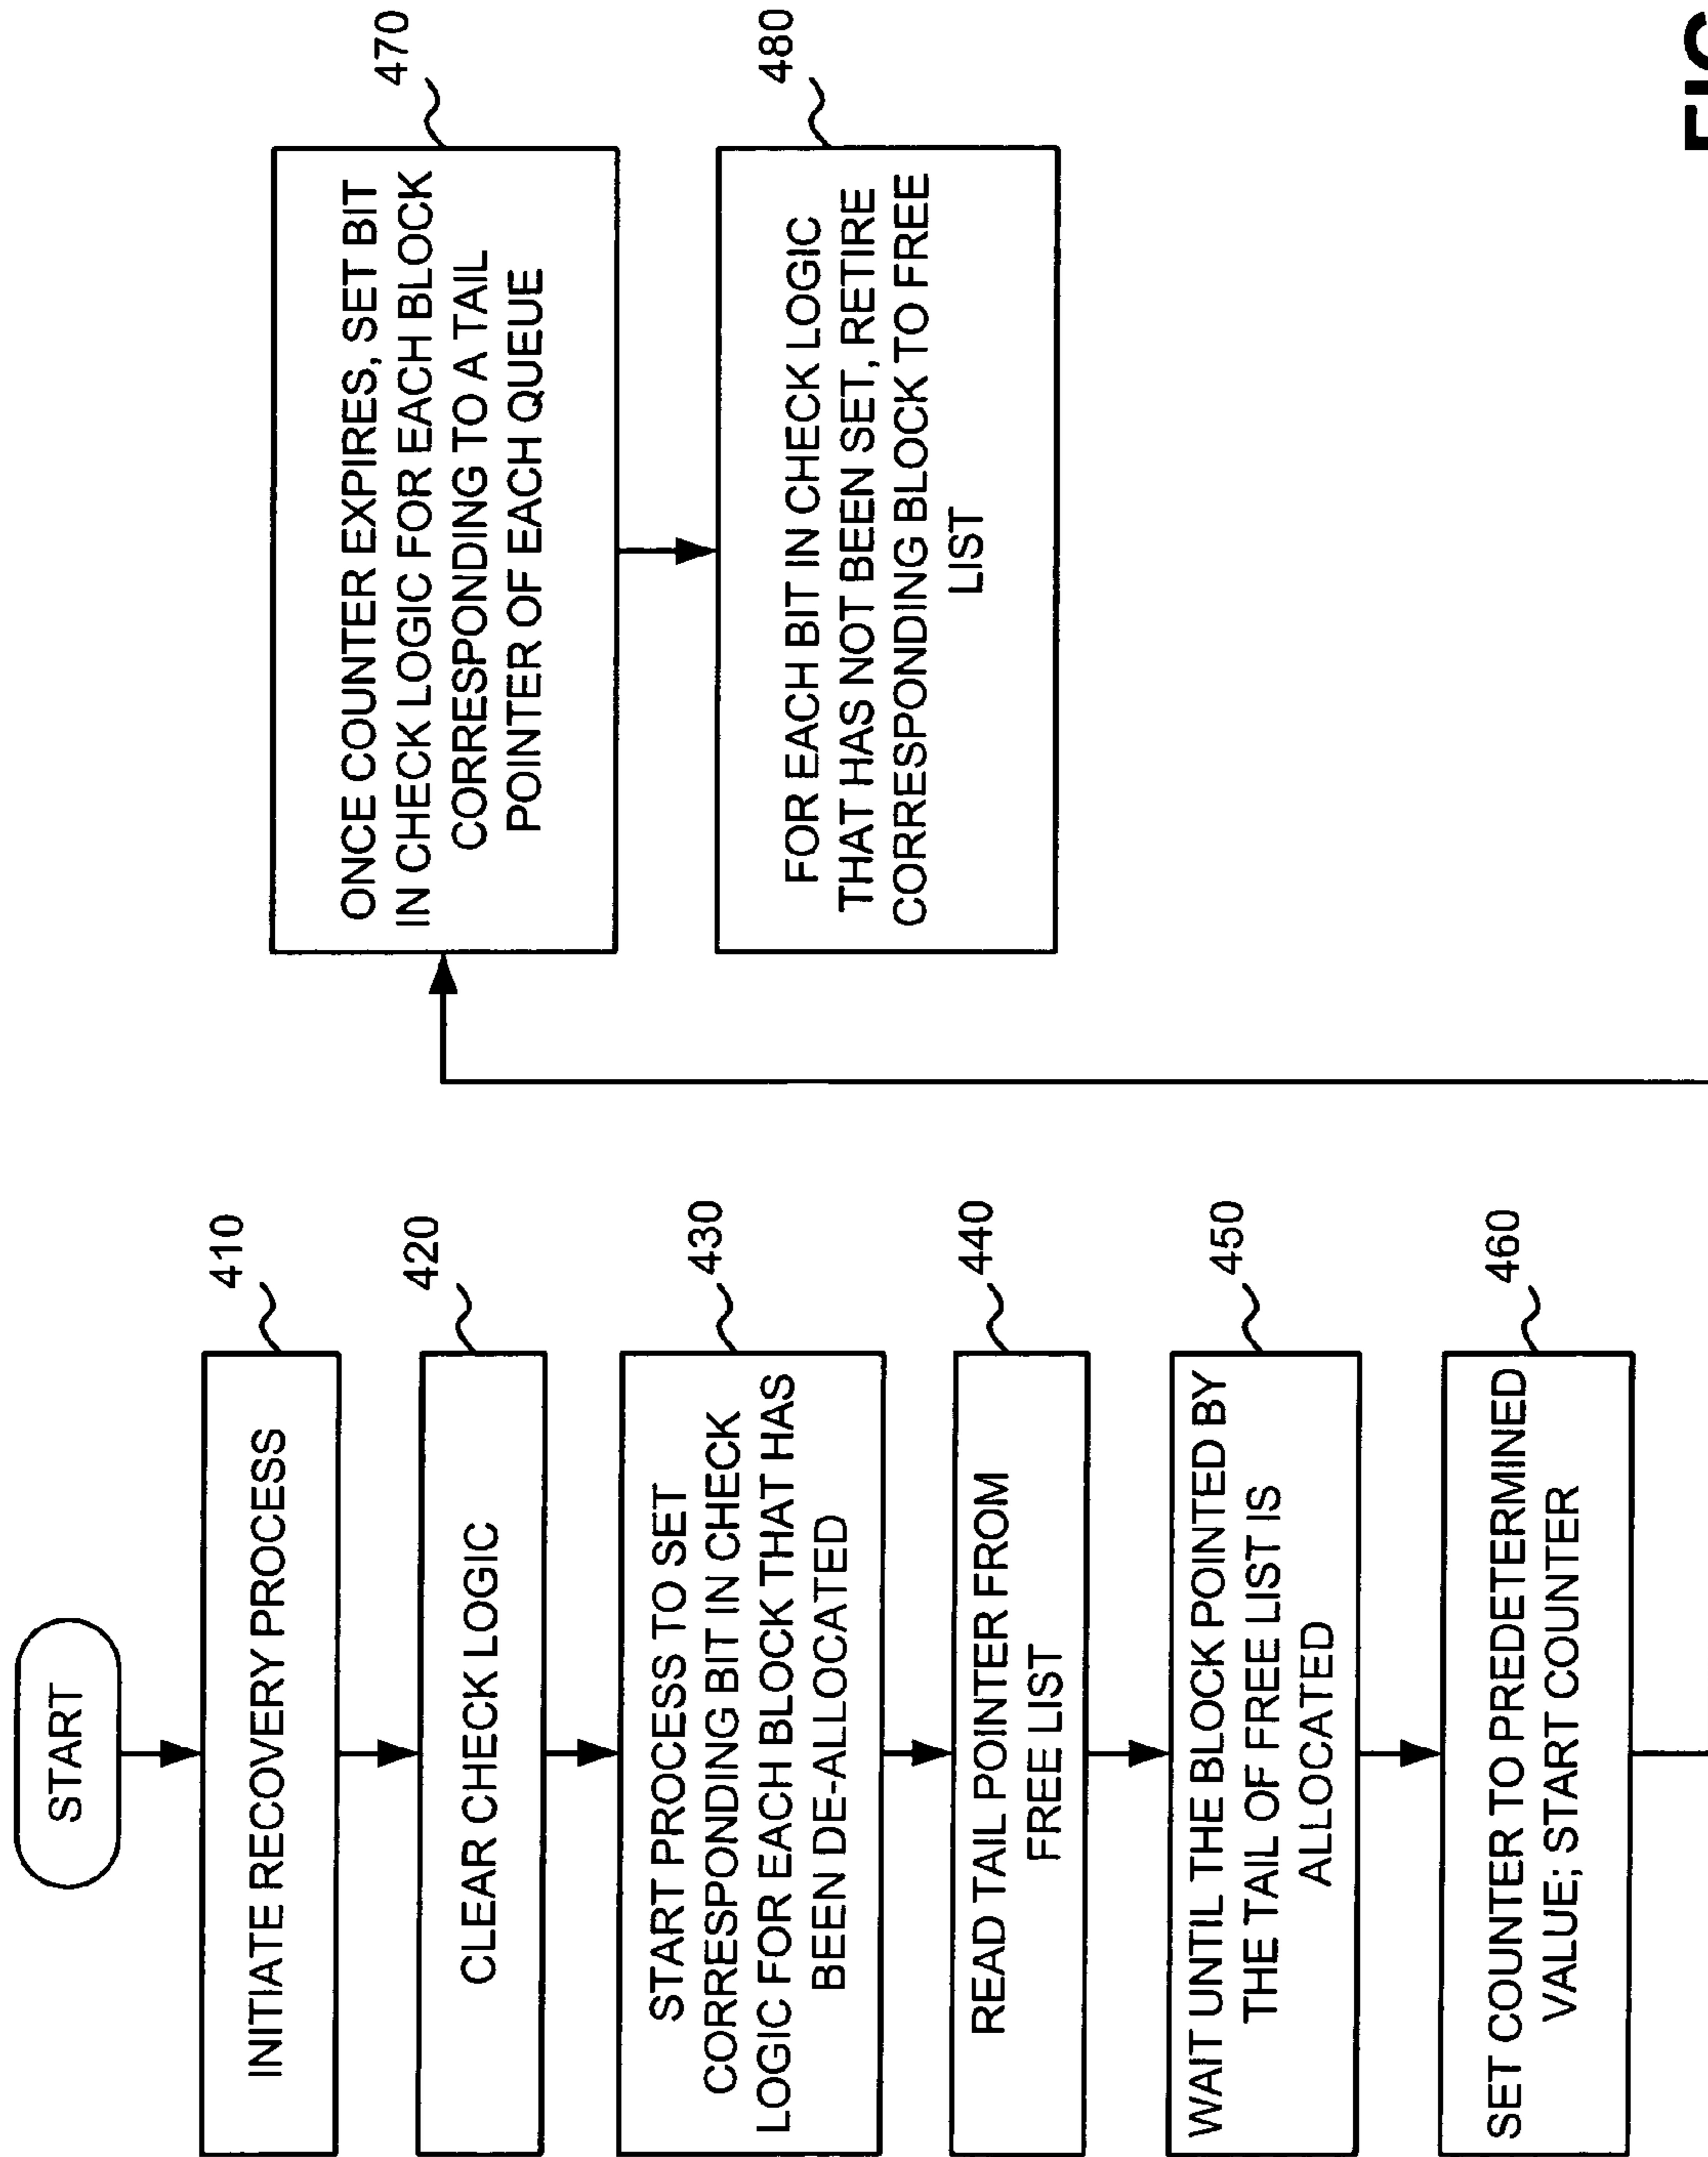 START
410
INITIATE RECOVERY PROCESS
420
CLEAR CHECK LOGIC
430
START PROCESS TO SET
CORRESPONDING BIT IN CHECK
LOGIC FOR EACH BLOCK THAT HAS
BEEN DE-ALLOCATED
440
READ TAIL POINTER FROM
FREE LIST
450
WAIT UNTIL THE BLOCK POINTED BY
THE TAIL OF FREE LIST IS
ALLOCATED
460
SET COUNTER TO PREDETERMINED
VALUE; START COUNTER
470
ONCE COUNTER EXPIRES, SET BIT
IN CHECK LOGIC FOR EACH BLOCK
CORRESPONDING TO A TAIL
POINTER OF EACH QUEUE
480
FOR EACH BIT IN CHECK LOGIC
THAT HAS NOT BEEN SET, RETIRE
CORRESPONDING BLOCK TO FREE
LIST